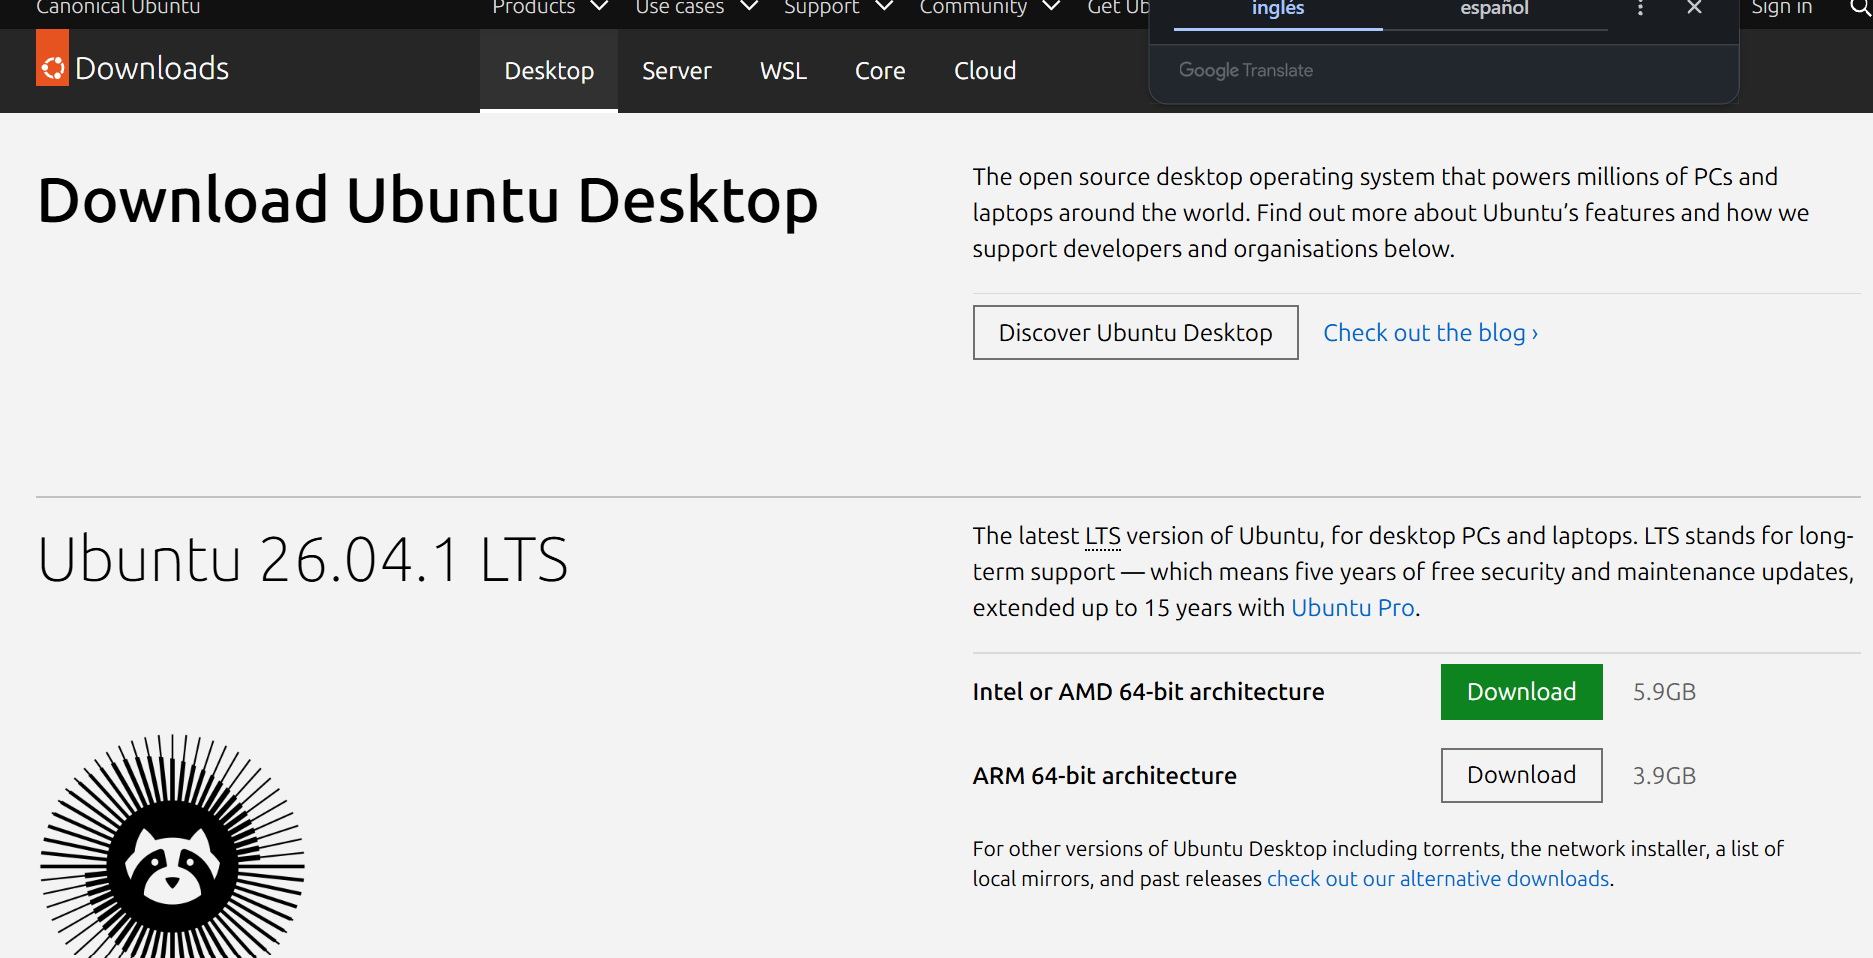 Canonical Ubuntu
Products
Use cases
Support
Community
Get Ub
inglés
español
Sign in
Google Translate
Downloads
Desktop
Server
WSL
Core
Cloud
Download Ubuntu Desktop
The open source desktop operating system that powers millions of PCs and
laptops around the world. Find out more about Ubuntu’s features and how we
support developers and organisations below.
Discover Ubuntu Desktop
Check out the blog ›
Ubuntu 26.04.1 LTS
The latest LTS version of Ubuntu, for desktop PCs and laptops. LTS stands for long-
term support — which means five years of free security and maintenance updates,
extended up to 15 years with Ubuntu Pro.
Intel or AMD 64-bit architecture
Download
5.9GB
ARM 64-bit architecture
Download
3.9GB
For other versions of Ubuntu Desktop including torrents, the network installer, a list of
local mirrors, and past releases check out our alternative downloads.